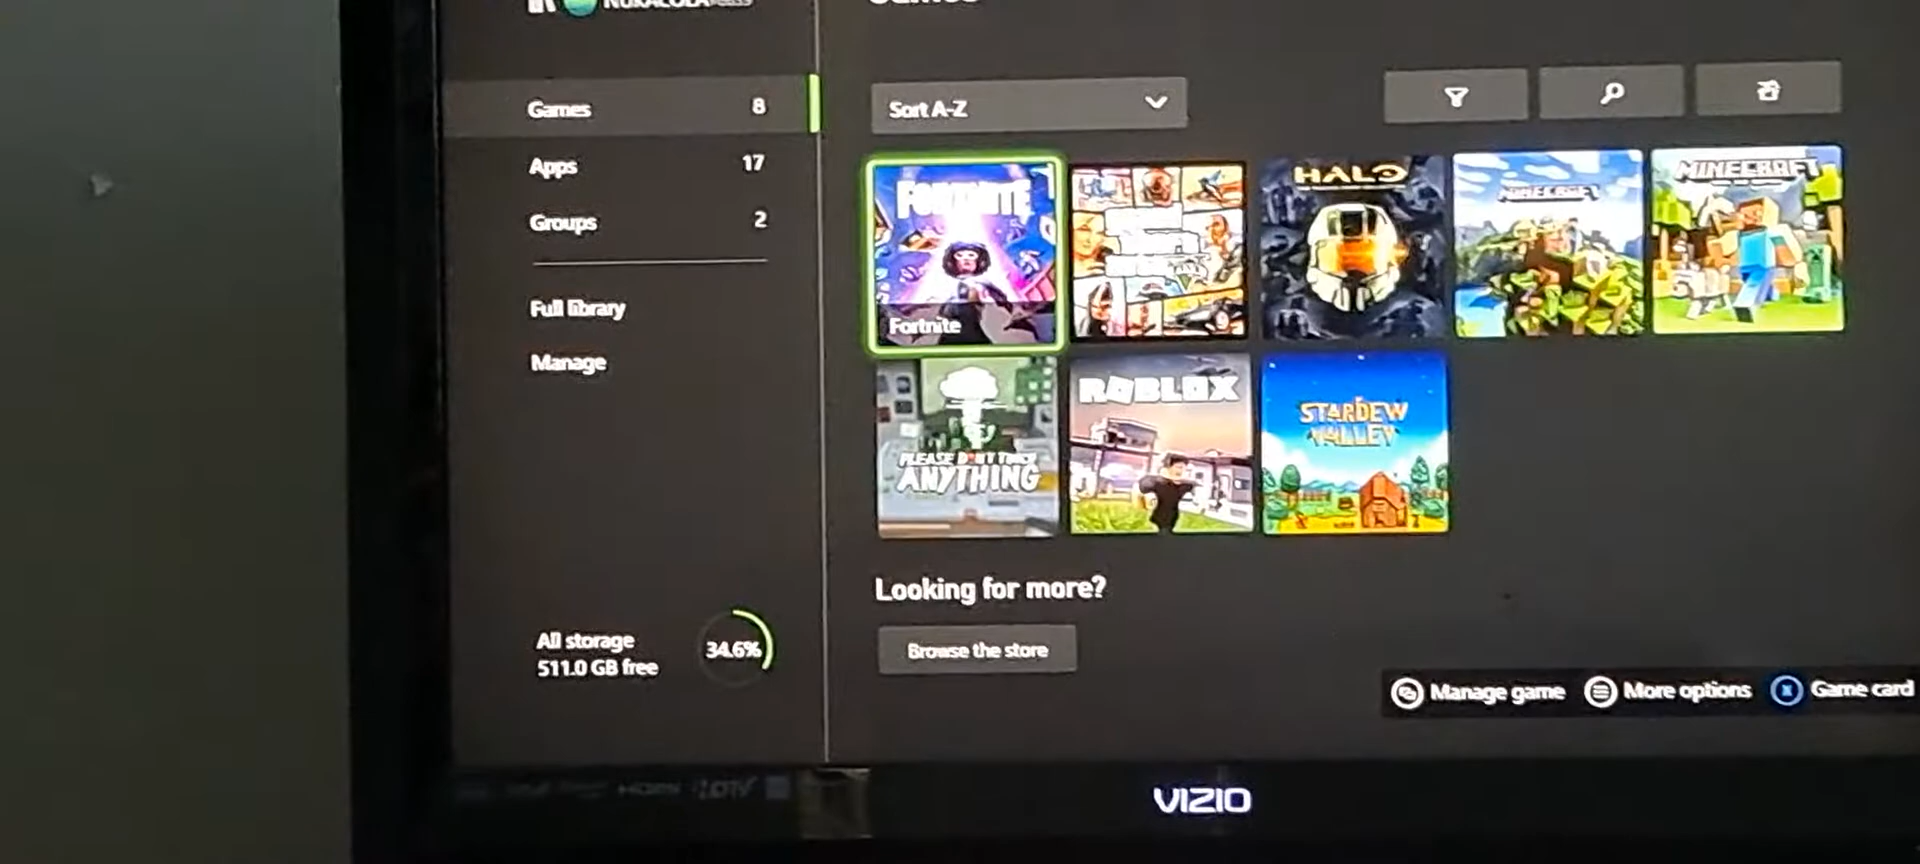 Games 8
Apps 17
Groups 2
Full library
Manage
All storage
511.0 GB free
34.6%
Sort A-Z
FORTNITE
Fortnite
HALO
MINECRAFT
MINECRAFT
PLEASE DON'T TOUCH
ANYTHING
ROBLOX
STARDEW
VALLEY
Looking for more?
Browse the store
Manage game
More options
X Game card
HDMI
VIZIO